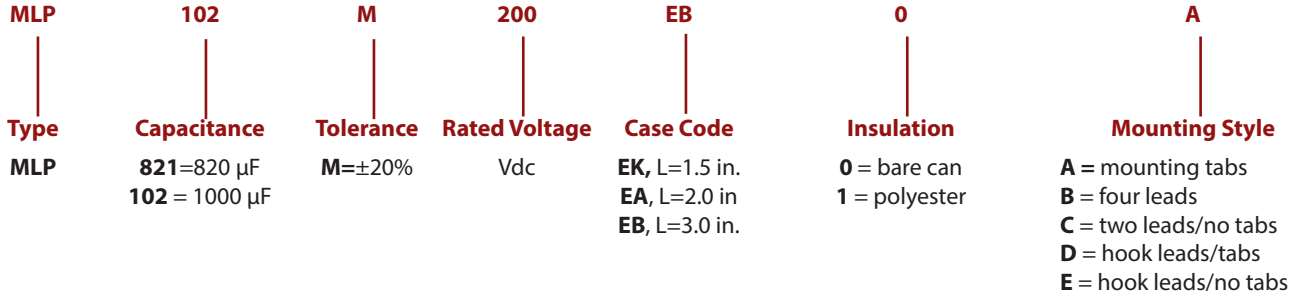 MLP 102 M 200 EB 0 A
Type Capacitance Tolerance Rated Voltage Case Code Insulation Mounting Style
MLP 821=820 µF M=±20% Vdc EK, L=1.5 in. 0 = bare can A = mounting tabs
102 = 1000 µF EA, L=2.0 in 1 = polyester B = four leads
EB, L=3.0 in. C = two leads/no tabs
D = hook leads/tabs
E = hook leads/no tabs